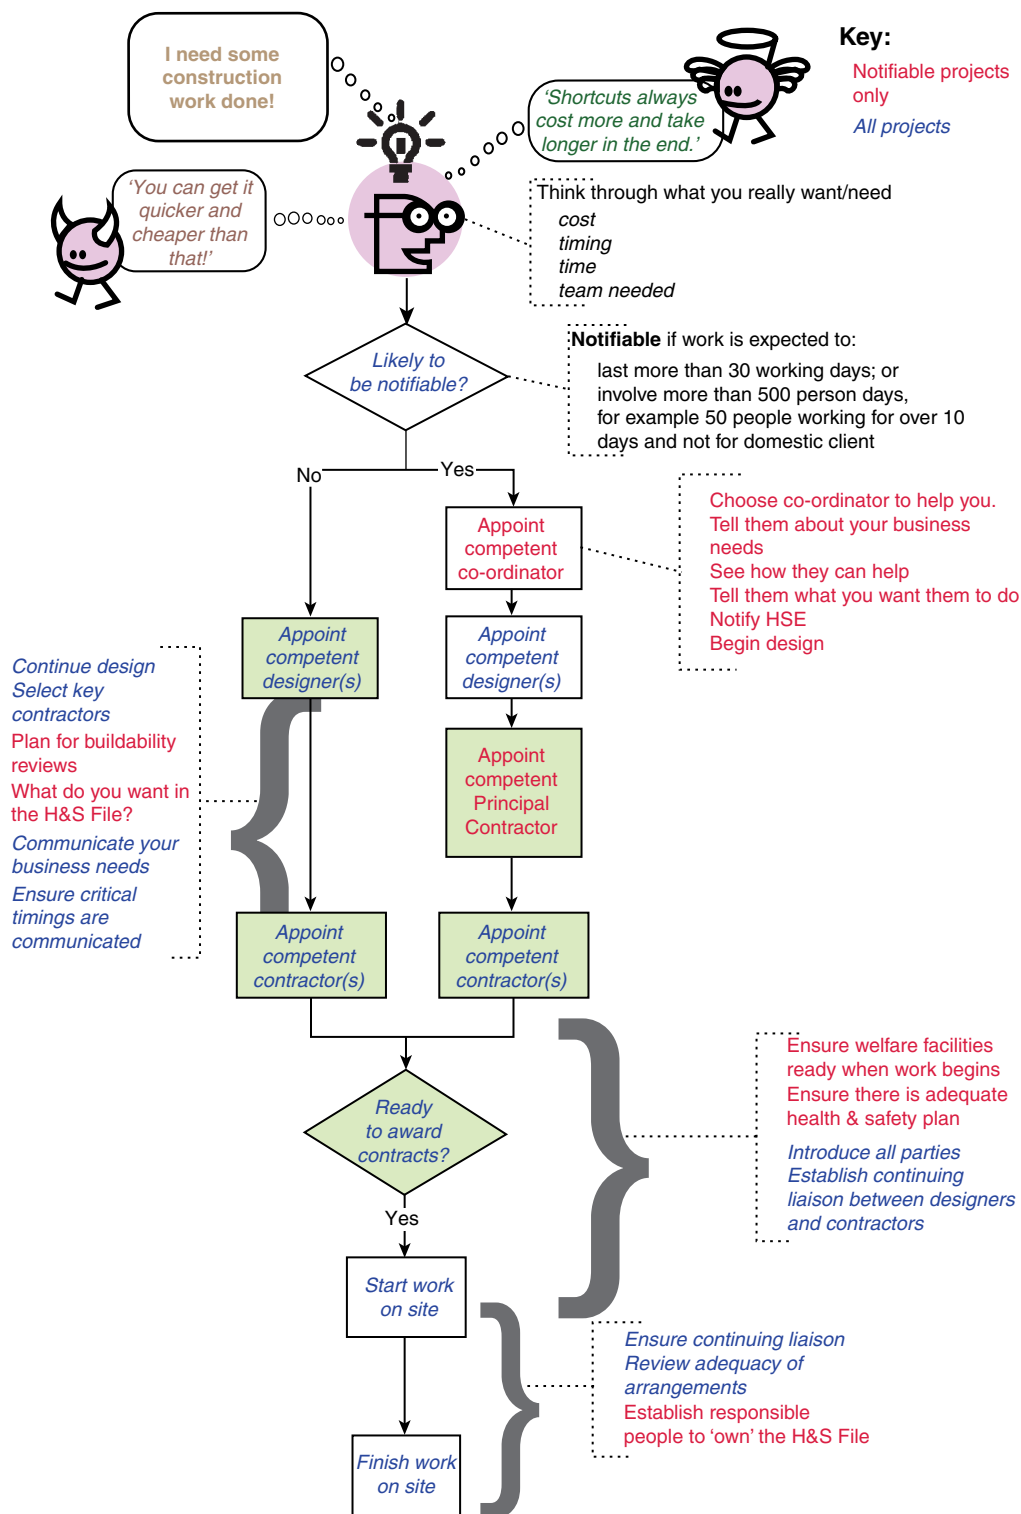 I need some
construction
work done!
Key:
Notifiable projects
only
All projects
'Shortcuts always
cost more and take
longer in the end.'
'You can get it
quicker and
cheaper than
that!'
Think through what you really want/need
cost
timing
time
team needed
Likely to
be notifiable?
Notifiable if work is expected to:
last more than 30 working days; or
involve more than 500 person days,
for example 50 people working for over 10
days and not for domestic client
No
Yes
Appoint
competent
co-ordinator
Choose co-ordinator to help you.
Tell them about your business
needs
See how they can help
Tell them what you want them to do
Notify HSE
Begin design
Appoint
competent
designer(s)
Appoint
competent
designer(s)
Continue design
Select key
contractors
Plan for buildability
reviews
What do you want in
the H&S File?
Communicate your
business needs
Ensure critical
timings are
communicated
Appoint
competent
Principal
Contractor
Appoint
competent
contractor(s)
Appoint
competent
contractor(s)
Ready
to award
contracts?
Ensure welfare facilities
ready when work begins
Ensure there is adequate
health & safety plan
Introduce all parties
Establish continuing
liaison between designers
and contractors
Yes
Start work
on site
Ensure continuing liaison
Review adequacy of
arrangements
Establish responsible
people to 'own' the H&S File
Finish work
on site